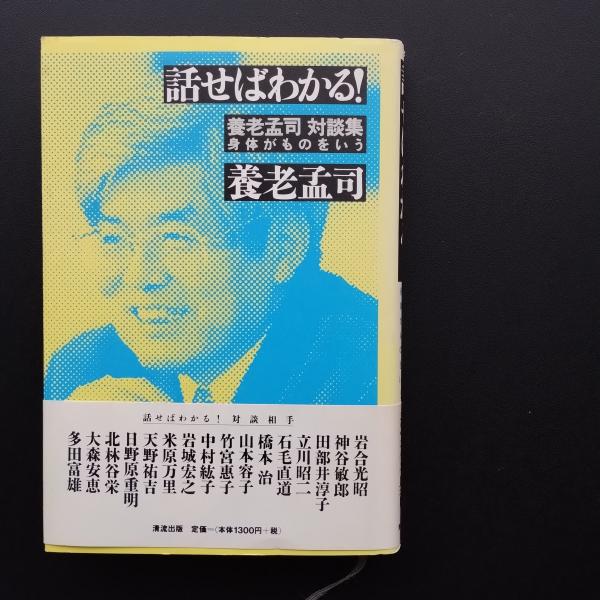 話せばわかる!
養老孟司 対談集
身体がものをいう
養老孟司
話せばわかる! 対談相手
岩合光昭
神谷敏郎
田部井淳子
立川昭二
石毛直道
橋本治
山本容子
竹宮惠子
中村紘子
岩城宏之
米原万里
天野祐吉
日野原重明
北林谷栄
大森安恵
多田富雄
清流出版 定価=(本体1300円+税)